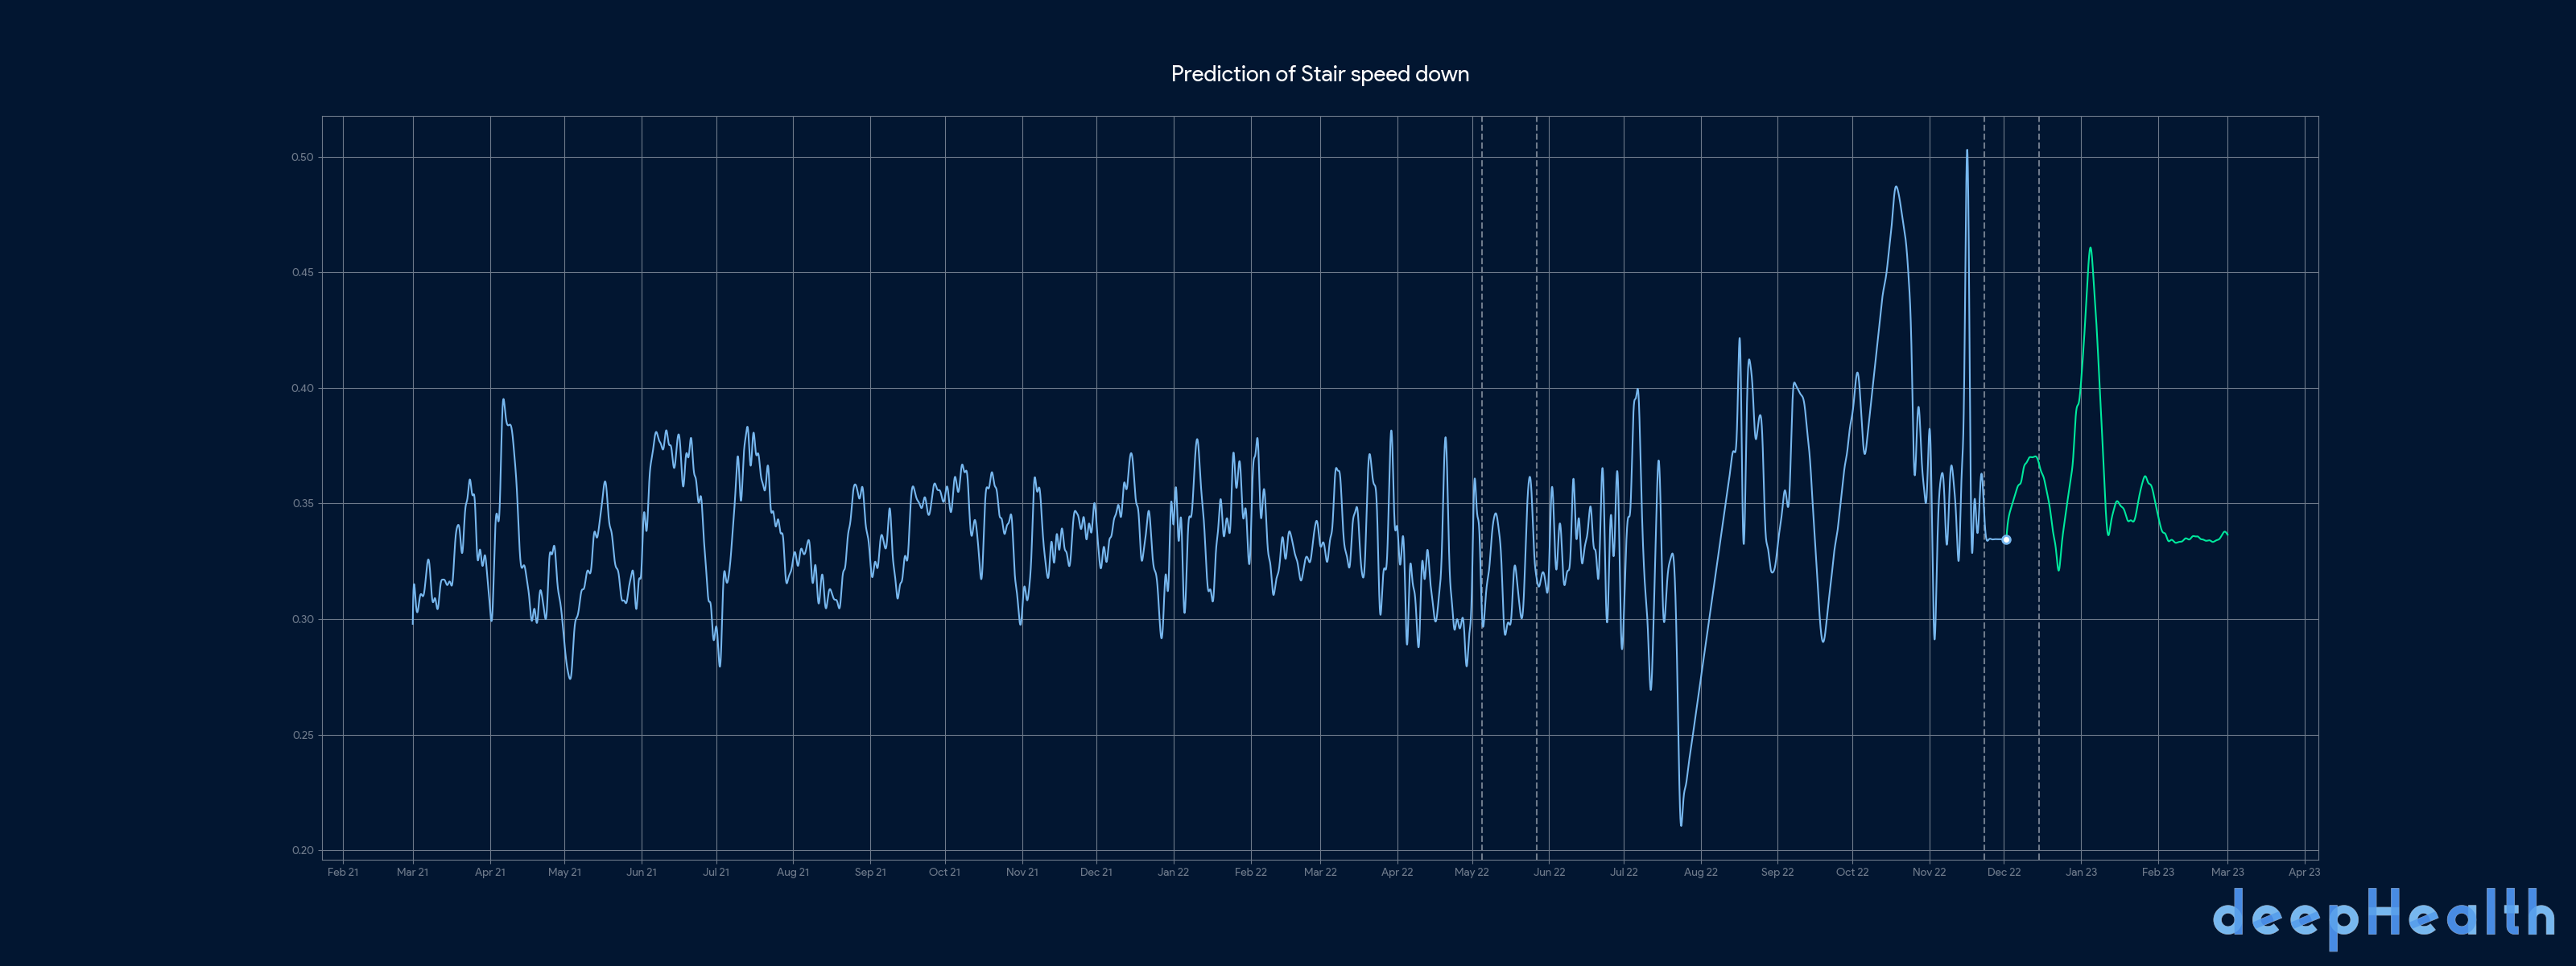 Prediction of Stair speed down
0.50
0.45
0.40
0.35
0.30
0.25
0.20
Feb 21 Mar 21 Apr 21 May 21 Jun 21 Jul 21 Aug 21 Sep 21 Oct 21 Nov 21 Dec 21 Jan 22 Feb 22 Mar 22 Apr 22 May 22 Jun 22 Jul 22 Aug 22 Sep 22 Oct 22 Nov 22 Dec 22 Jan 23 Feb 23 Mar 23 Apr 23
deepHealth